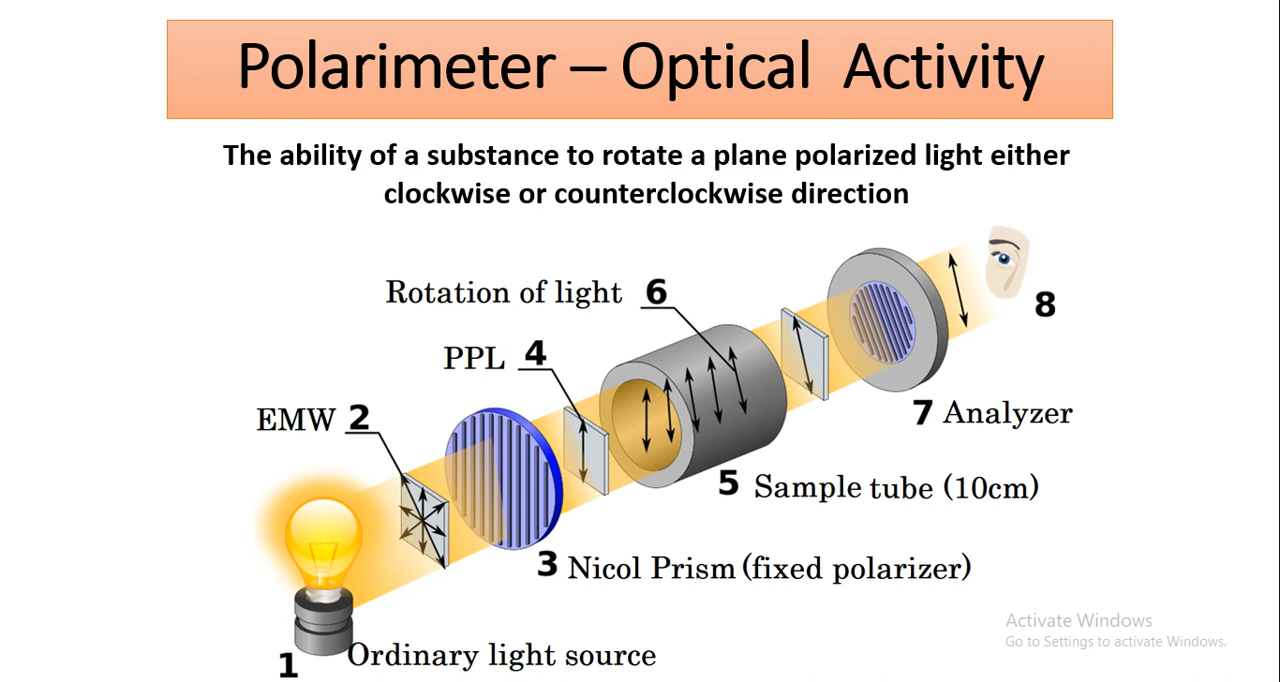 Polarimeter – Optical Activity
The ability of a substance to rotate a plane polarized light either
clockwise or counterclockwise direction
Rotation of light 6
8
PPL 4
EMW 2
7 Analyzer
5 Sample tube (10cm)
3 Nicol Prism (fixed polarizer)
Activate Windows
Go to Settings to activate Windows.
1 Ordinary light source